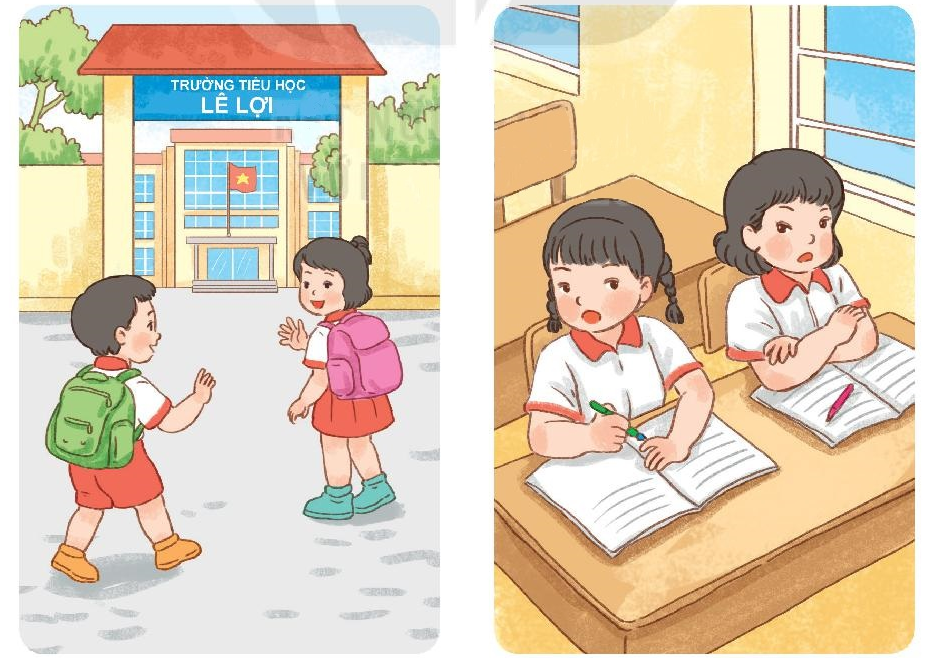 TRƯỜNG TIỂU HỌC
LÊ LỢI